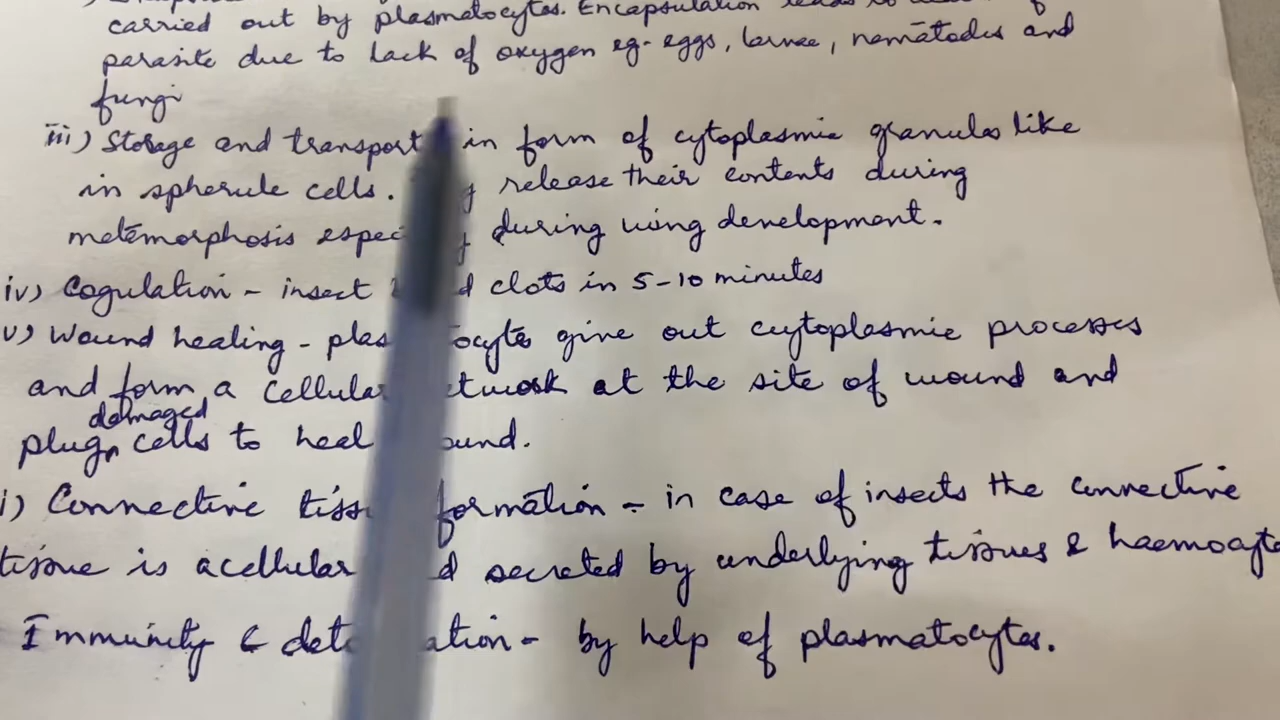 carried out by plasmatocytes. Encapsulation leads to
parasite due to lack of oxygen eg- eggs, larvae, nematodes and
fungi
iii) Storage and transport in form of cytoplasmic granules like
in spherule cells. release their contents during
metamorphosis during wing development.
iv) Cogulation - insect clots in 5-10 minutes
v) Wound healing - give out cytoplasmic processes
and form a cellular at the site of wound and
damaged
plug cells to heal
i) Connective formation - in case of insects the connective
tissue is acellular secreted by underlying tissues & haemocyte
Immunity & - by help of plasmatocytes.